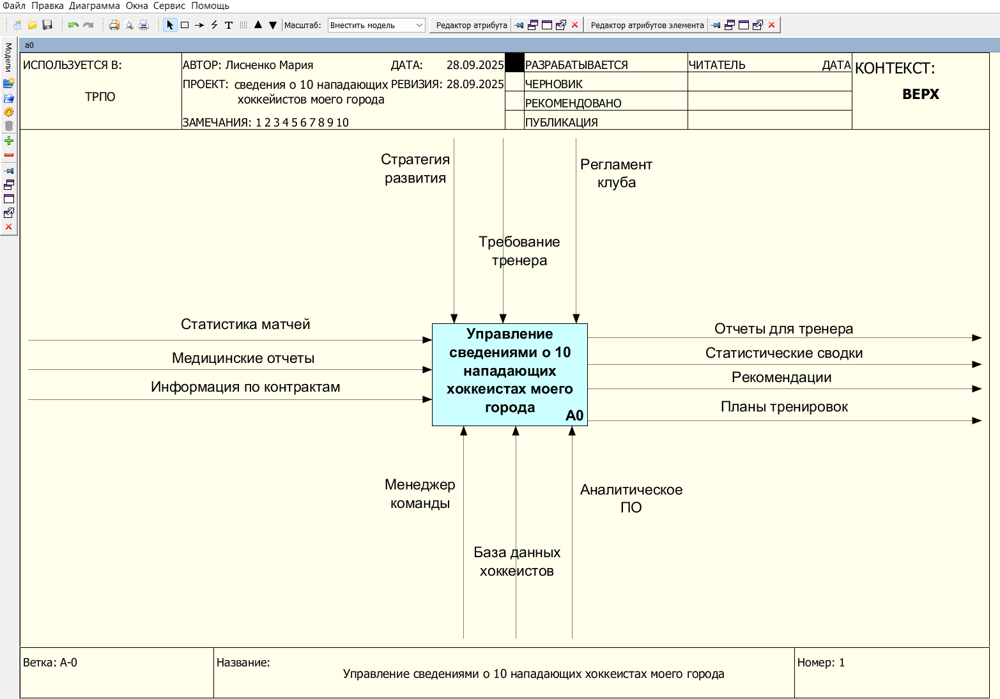 Файл Правка Диаграмма Окна Сервис Помощь
Масштаб: Вместить модель Редактор атрибута Редактор атрибутов элемента
Модели
a0
ИСПОЛЬЗУЕТСЯ В:
ТРПО
АВТОР: Лисненко Мария ДАТА: 28.09.2025
ПРОЕКТ: сведения о 10 нападающих РЕВИЗИЯ: 28.09.2025
хоккейистов моего города
ЗАМЕЧАНИЯ: 1 2 3 4 5 6 7 8 9 10
РАЗРАБАТЫВАЕТСЯ
ЧЕРНОВИК
РЕКОМЕНДОВАНО
ПУБЛИКАЦИЯ
ЧИТАТЕЛЬ ДАТА
КОНТЕКСТ:
ВЕРХ
Стратегия
развития
Требование
тренера
Регламент
клуба
Статистика матчей
Медицинские отчеты
Информация по контрактам
Управление
сведениями о 10
нападающих
хоккеистах моего
города
A0
Отчеты для тренера
Статистические сводки
Рекомендации
Планы тренировок
Менеджер
команды
База данных
хоккеистов
Аналитическое
ПО
Ветка: A-0
Название:
Управление сведениями о 10 нападающих хоккеистах моего города
Номер: 1